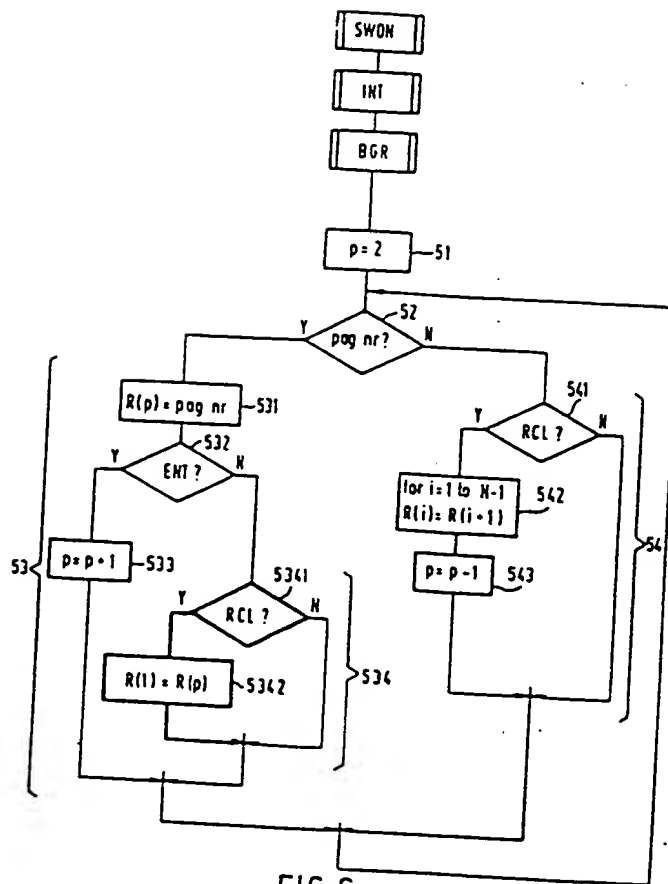 SWON
INT
BGR
p = 2
51
52
Y
pag nr?
N
R(p) = pag nr
531
541
532
Y
RCL ?
N
Y
ENT ?
N
for i=1 to N-1
R(i) = R(i+1)
542
54
53
p = p+1
533
5341
p = p-1
543
Y
RCL ?
N
R(1) = R(p)
5342
534